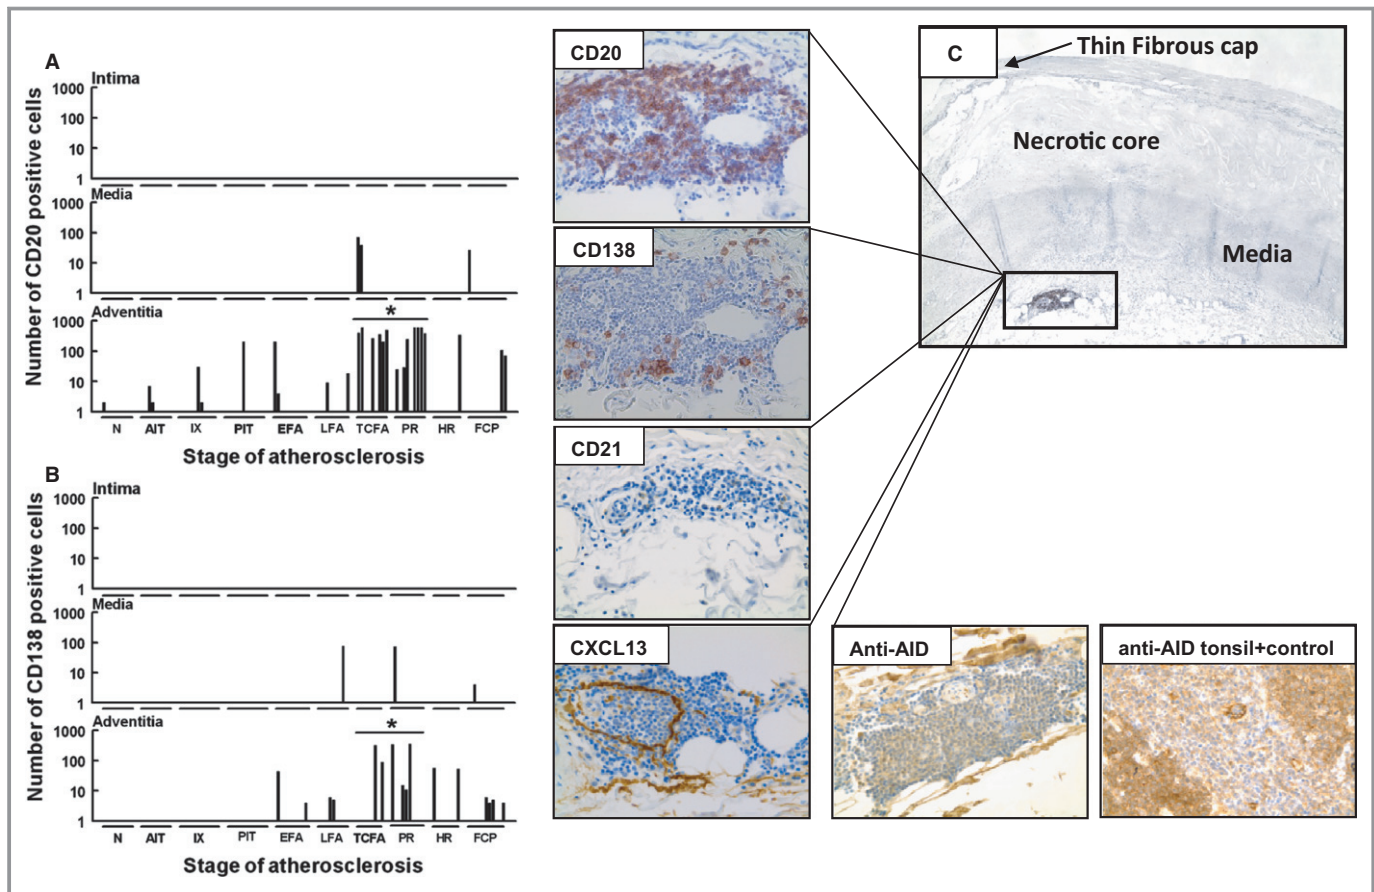 A
Number of CD20 positive cells
Intima
1000
100
10
1
Media
1000
100
10
1
Adventitia
1000
100
10
1
*
N AIT IX PIT EFA LFA TCFA PR HR FCP
Stage of atherosclerosis
B
Number of CD138 positive cells
Intima
1000
100
10
1
Media
1000
100
10
1
Adventitia
1000
100
10
1
*
N AIT IX PIT EFA LFA TCFA PR HR FCP
Stage of atherosclerosis
CD20
CD138
CD21
CXCL13
Anti-AID
anti-AID tonsil+control
C
Thin Fibrous cap
Necrotic core
Media